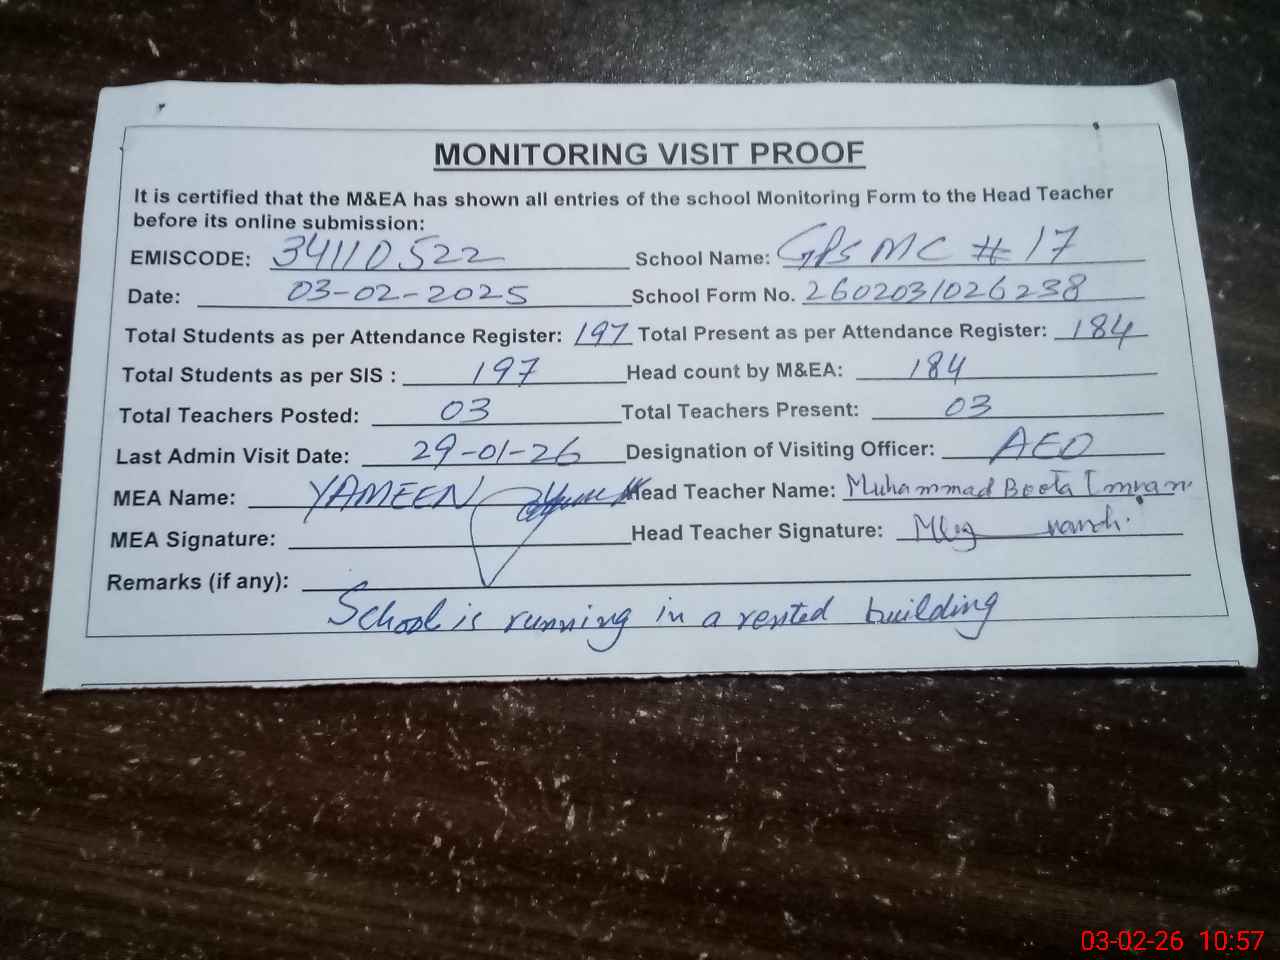 MONITORING VISIT PROOF
It is certified that the M&EA has shown all entries of the school Monitoring Form to the Head Teacher
before its online submission:
EMISCODE: 34110522 School Name: GPS MC # 17
Date: 03-02-2025 School Form No. 2602031026238
Total Students as per Attendance Register: 197 Total Present as per Attendance Register: 184
Total Students as per SIS : 197 Head count by M&EA: 184
Total Teachers Posted: 03 Total Teachers Present: 03
Last Admin Visit Date: 29-01-26 Designation of Visiting Officer: AEO
MEA Name: YAMEEN Head Teacher Name: Muhammad Boota Imran
MEA Signature: Head Teacher Signature:
Remarks (if any):
School is running in a rented building
03-02-26 10:57